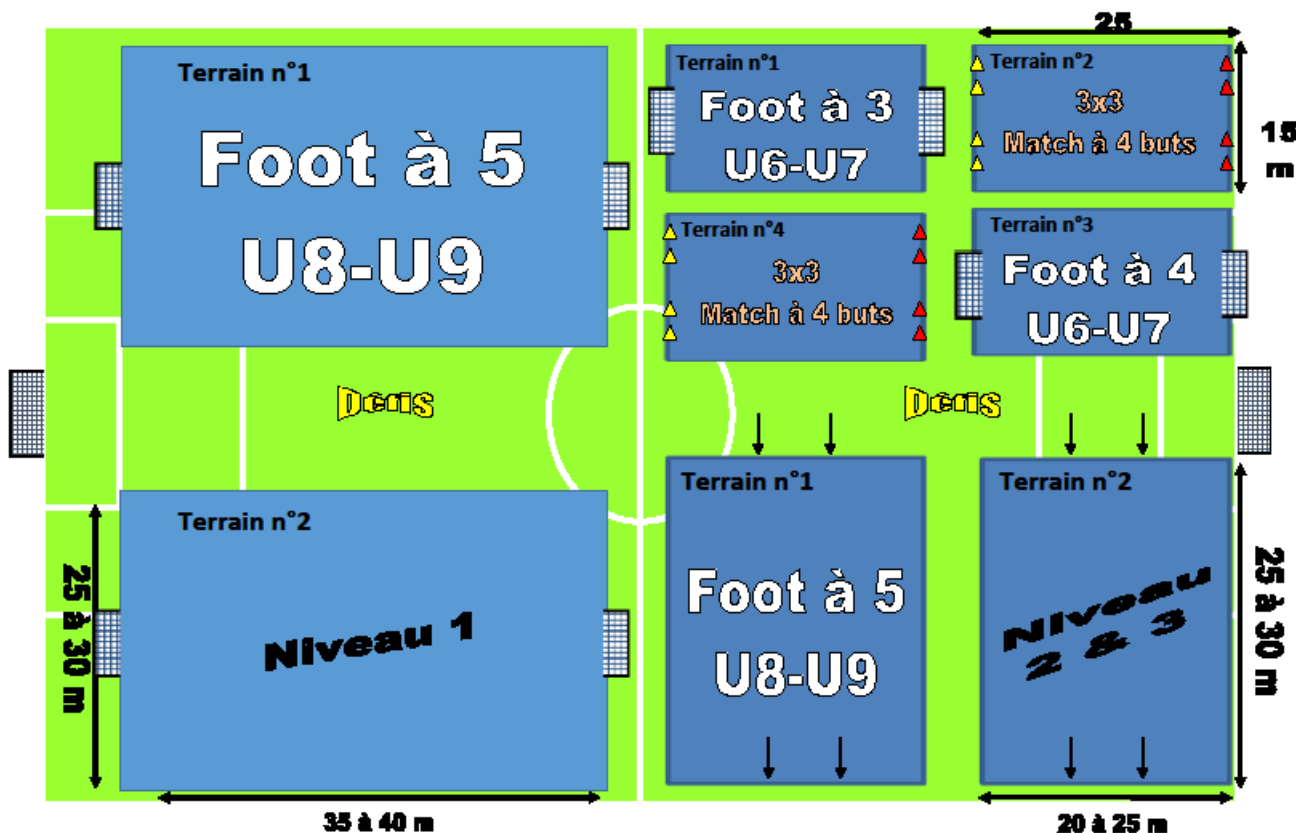 Terrain n°1
Foot à 5
U8-U9
Terrain n°2
Niveau 1
25 à 30 m
35 à 40 m
Terrain n°1
Foot à 3
U6-U7
25
Terrain n°2
3x3
Match à 4 buts
15
m
Terrain n°4
3x3
Match à 4 buts
Terrain n°3
Foot à 4
U6-U7
Terrain n°1
Foot à 5
U8-U9
Terrain n°2
Niveau
2 & 3
25 à 30 m
20 à 25 m